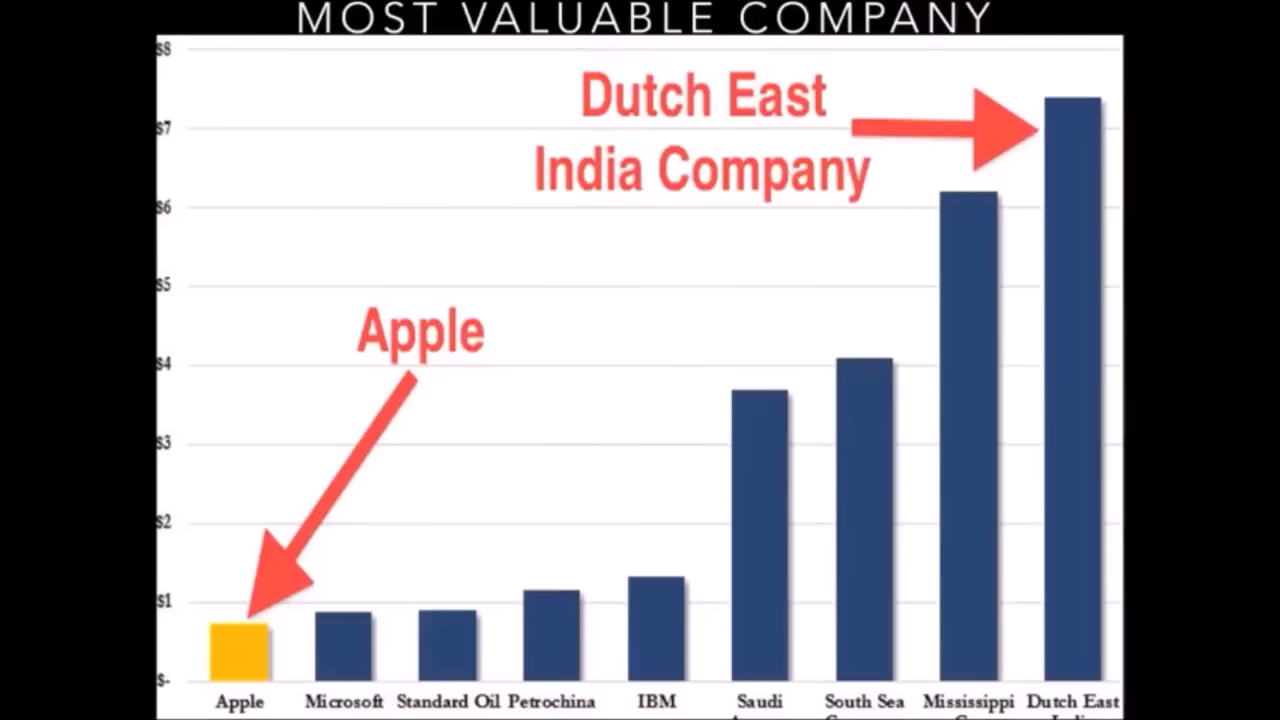 MOST VALUABLE COMPANY
$8
Dutch East
India Company
$7
$6
$5
Apple
$4
$3
$2
$1
$-
Apple Microsoft Standard Oil Petrochina IBM Saudi South Sea Mississippi Dutch East